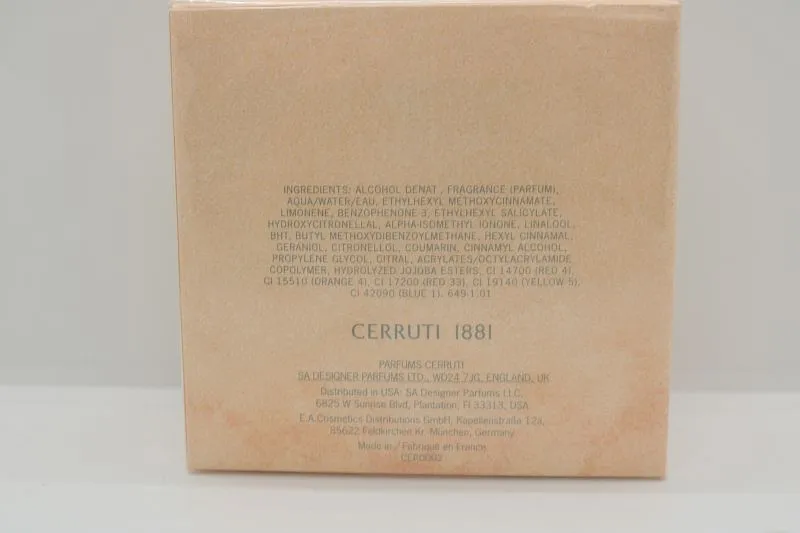 INGREDIENTS: ALCOHOL DENAT., FRAGRANCE (PARFUM),
AQUA/WATER/EAU, ETHYLHEXYL METHOXYCINNAMATE,
LIMONENE, BENZOPHENONE-3, ETHYLHEXYL SALICYLATE,
HYDROXYCITRONELLAL, ALPHA-ISOMETHYL IONONE, LINALOOL,
BHT, BUTYL METHOXYDIBENZOYLMETHANE, HEXYL CINNAMAL,
GERANIOL, CITRONELLOL, COUMARIN, CINNAMYL ALCOHOL,
PROPYLENE GLYCOL, CITRAL, ACRYLATES/OCTYLACRYLAMIDE
COPOLYMER, HYDROLYZED JOJOBA ESTERS, CI 14700 (RED 4),
CI 15510 (ORANGE 4), CI 17200 (RED 33), CI 19140 (YELLOW 5),
CI 42090 (BLUE 1). 649-1.01
CERRUTI 1881
PARFUMS CERRUTI
SA DESIGNER PARFUMS LTD., WD24 7JG, ENGLAND, UK
Distributed in USA: SA Designer Parfums LLC.
6825 W Sunrise Blvd, Plantation, Fl 33313, USA
E.A.Cosmetics Distributions GmbH, Kapellenstraße 12a,
85622 Feldkirchen Kr. München, Germany
Made in / Fabriqué en France